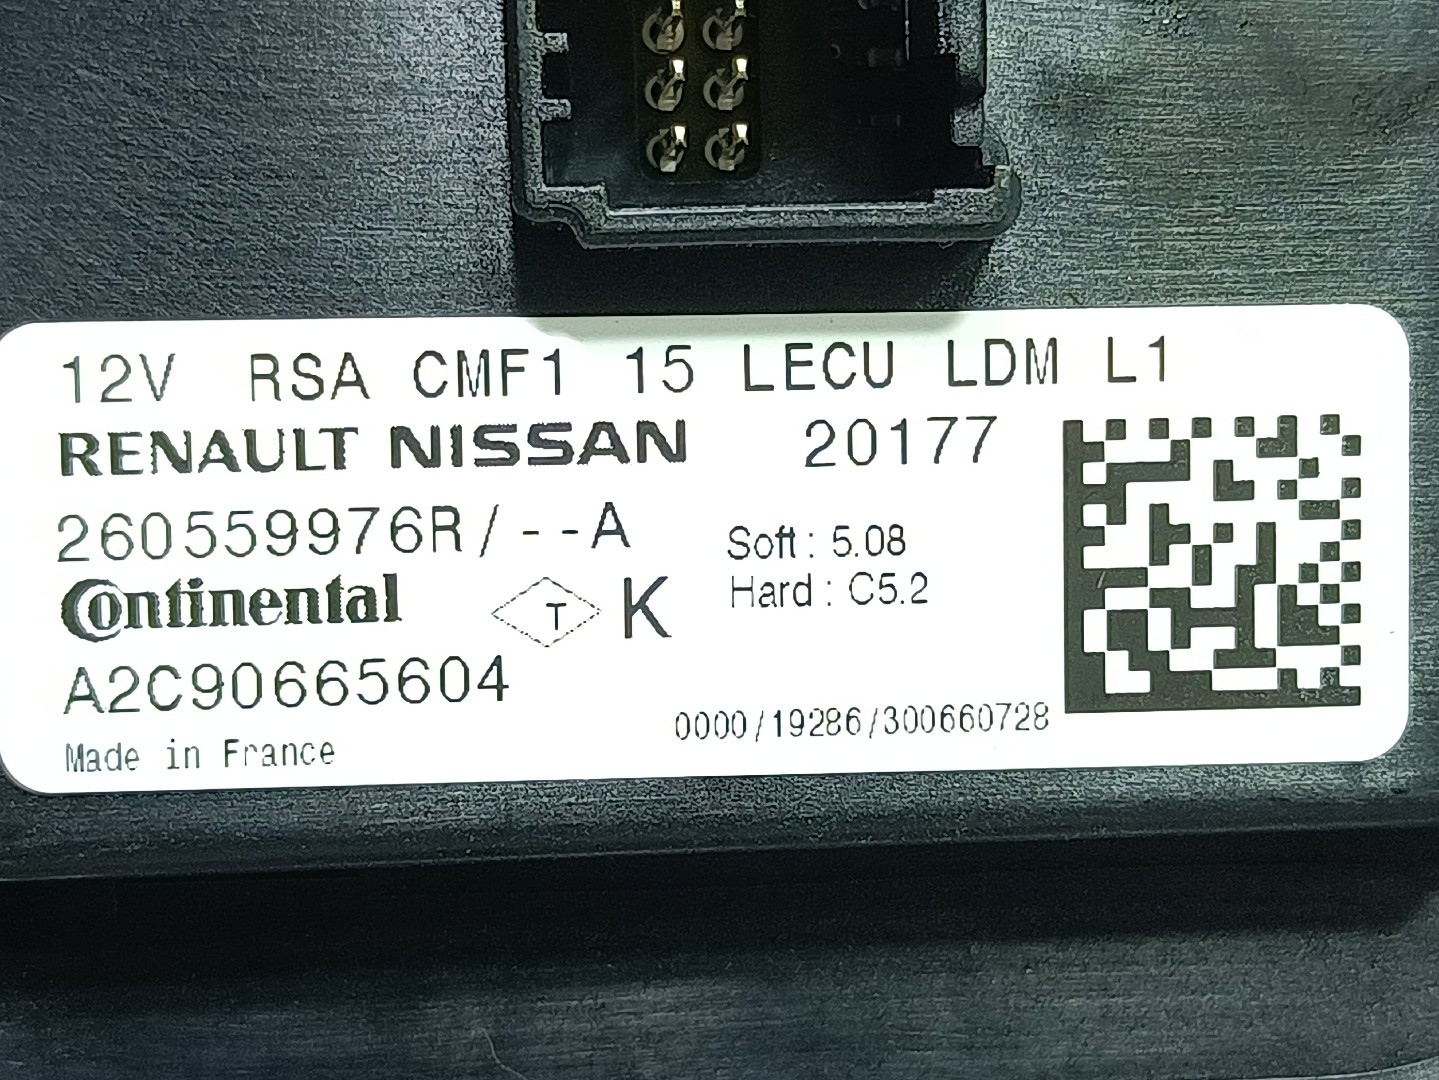 12V RSA CMF1 15 LECU LDM L1
RENAULT NISSAN 20177
260559976R/--A
Soft: 5.08
Continental T K Hard: C5.2
A2C90665604
0000/19286/300660728
Made in France